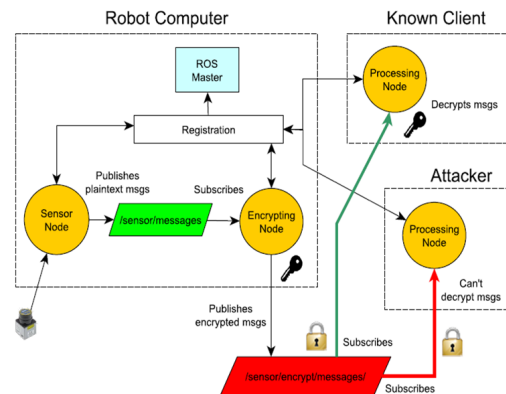 Robot Computer
Known Client
ROS
Master
Processing
Node
Registration
Decrypts msgs
Publishes
plaintext msgs
Subscribes
Attacker
Sensor
Node
/sensor/messages
Encrypting
Node
Processing
Node
Can't
decrypt msgs
Publishes
encrypted msgs
Subscribes
/sensor/encrypt/messages/
Subscribes